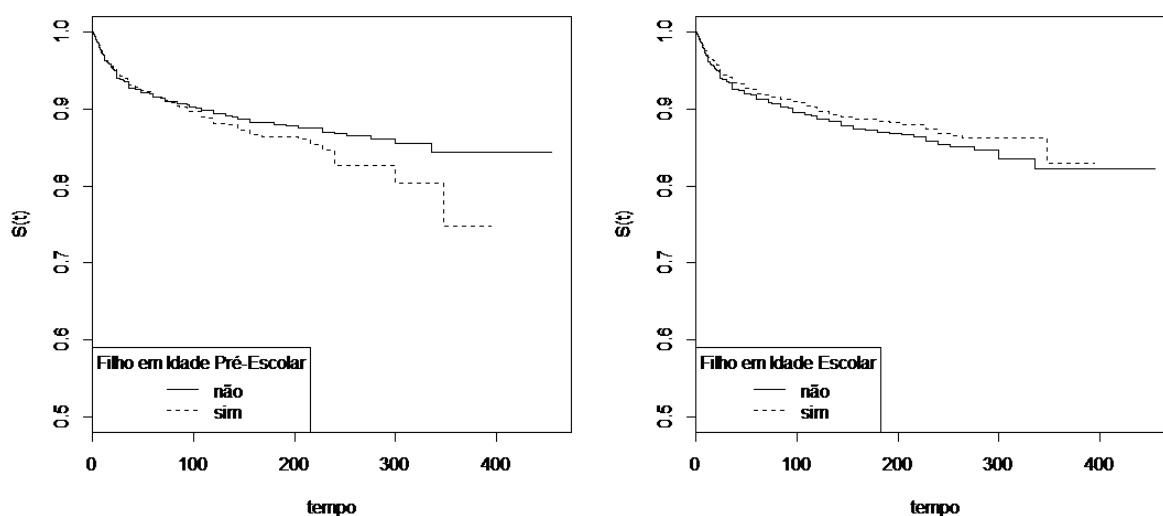 S(t)
1.0
0.9
0.8
0.7
0.6
0.5
Filho em Idade Pré-Escolar
não
sim
0 100 200 300 400
tempo
S(t)
1.0
0.9
0.8
0.7
0.6
0.5
Filho em Idade Escolar
não
sim
0 100 200 300 400
tempo